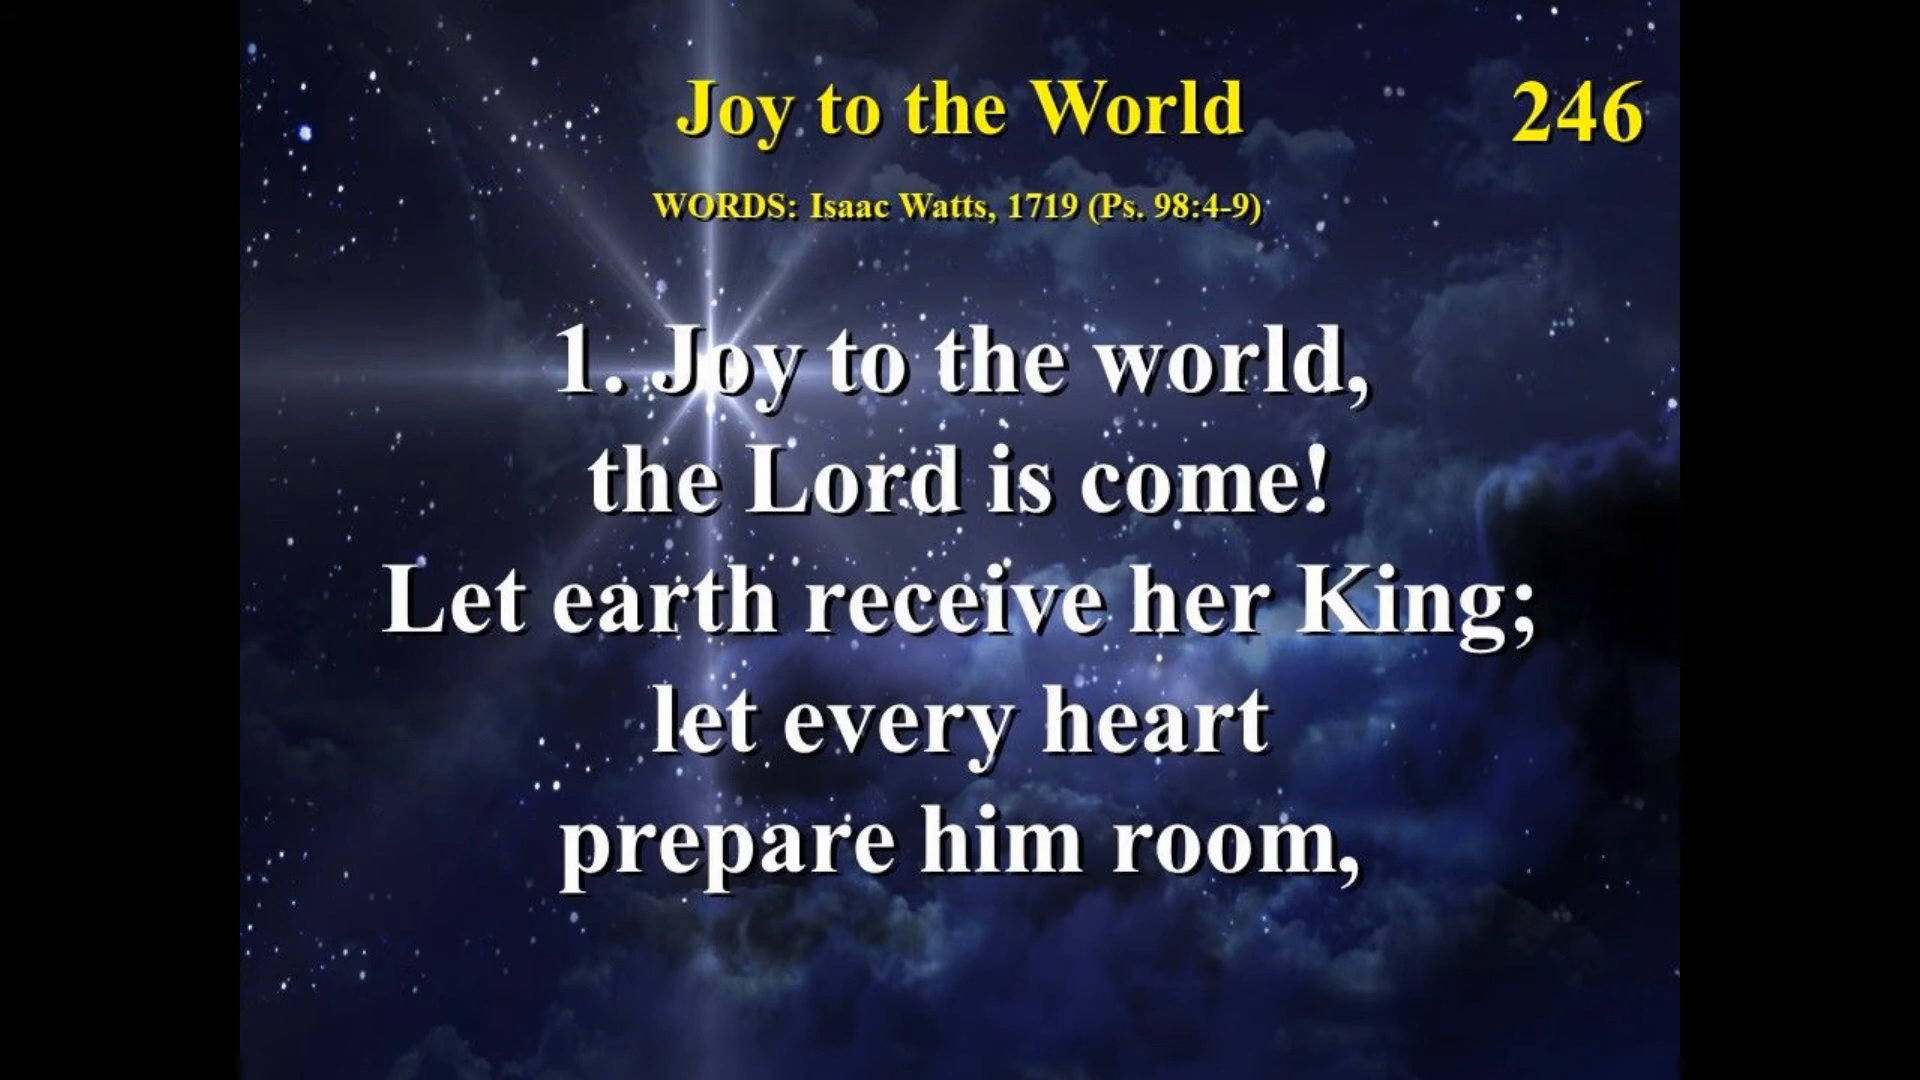 Joy to the World
246
WORDS: Isaac Watts, 1719 (Ps. 98:4-9)
1. Joy to the world,
the Lord is come!
Let earth receive her King;
let every heart
prepare him room,